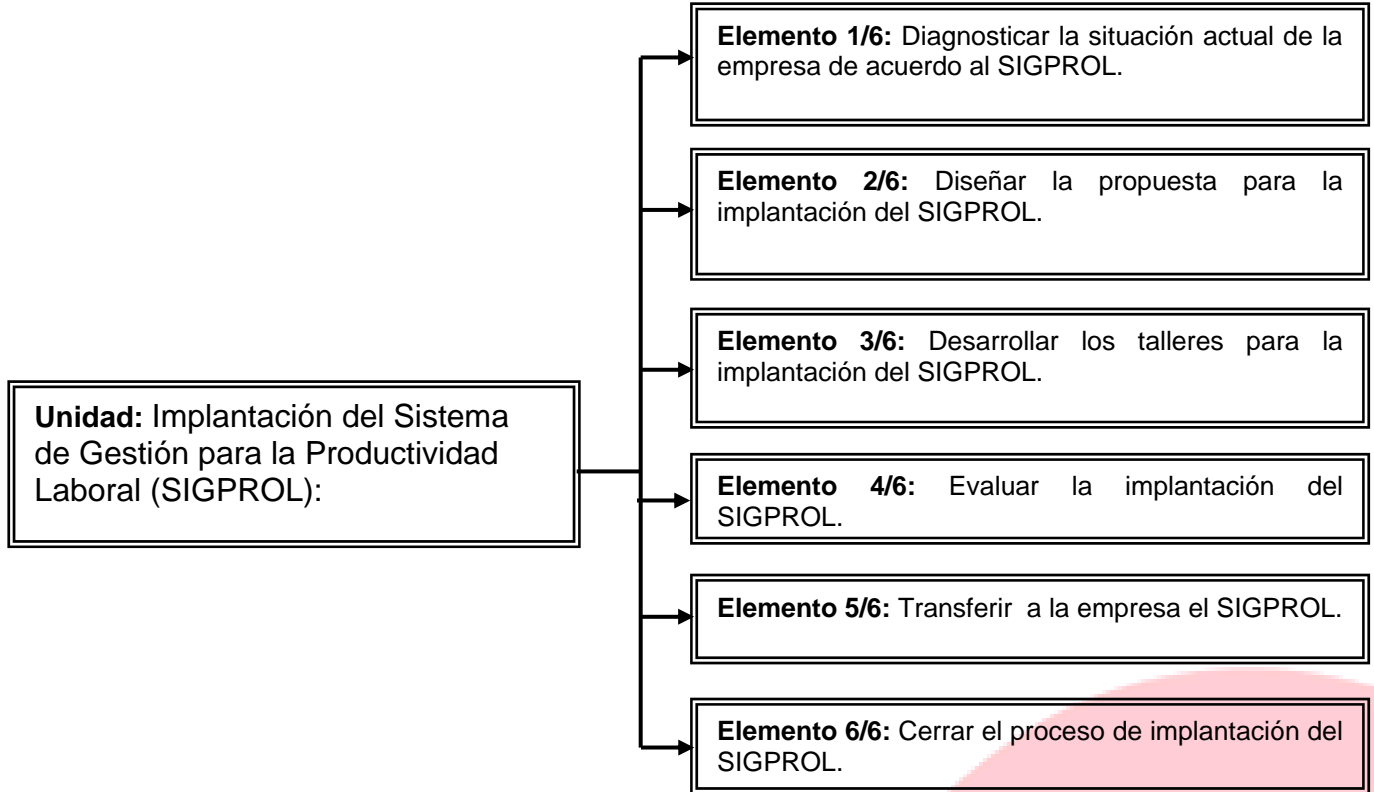 Elemento 1/6: Diagnosticar la situación actual de la
empresa de acuerdo al SIGPROL.
Elemento 2/6: Diseñar la propuesta para la
implantación del SIGPROL.
Elemento 3/6: Desarrollar los talleres para la
implantación del SIGPROL.
Unidad: Implantación del Sistema
de Gestión para la Productividad
Laboral (SIGPROL):
Elemento 4/6: Evaluar la implantación del
SIGPROL.
Elemento 5/6: Transferir a la empresa el SIGPROL.
Elemento 6/6: Cerrar el proceso de implantación del
SIGPROL.